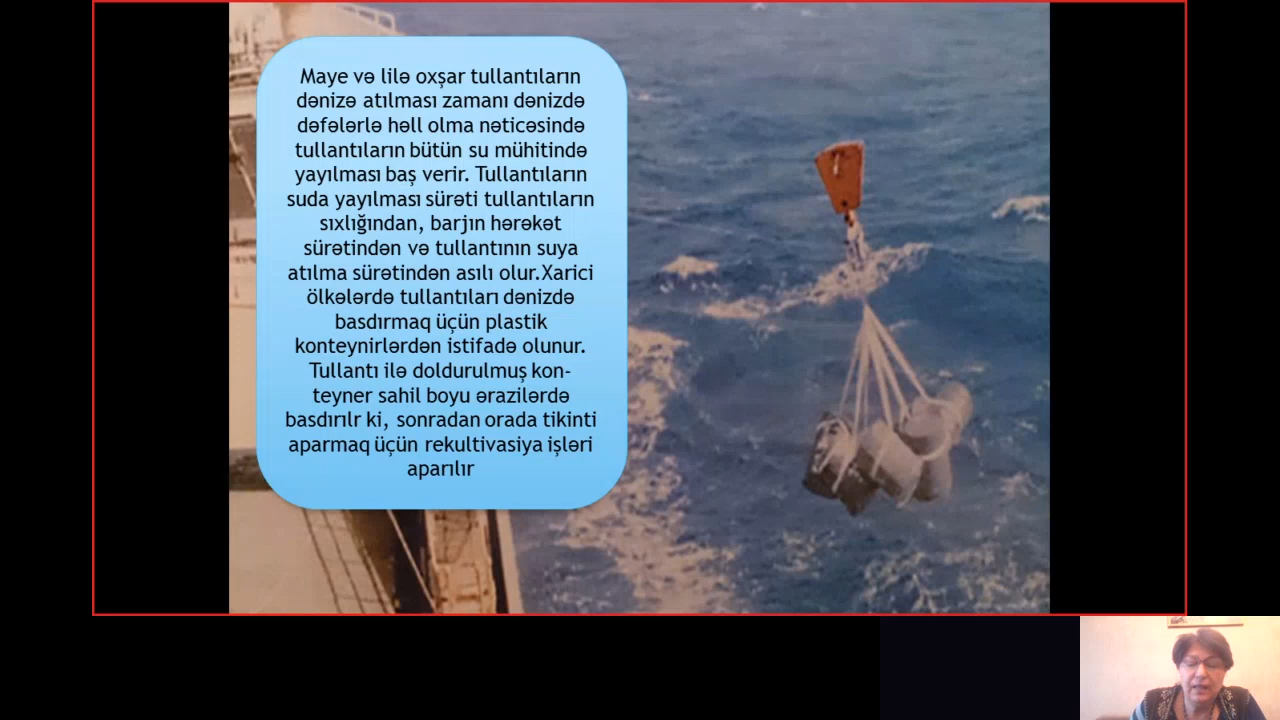 Maye və lilə oxşar tullantıların
dənizə atılması zamanı dənizdə
dəfələrlə həll olma nəticəsində
tullantıların bütün su mühitində
yayılması baş verir. Tullantıların
suda yayılması sürəti tullantıların
sıxlığından, barjın hərəkət
sürətindən və tullantının suya
atılma sürətindən asılı olur.Xarici
ölkələrdə tullantıları dənizdə
basdırmaq üçün plastik
konteynirlərdən istifadə olunur.
Tullantı ilə doldurulmuş kon-
teyner sahil boyu ərazilərdə
basdırılr ki, sonradan orada tikinti
aparmaq üçün rekultivasiya işləri
aparılır